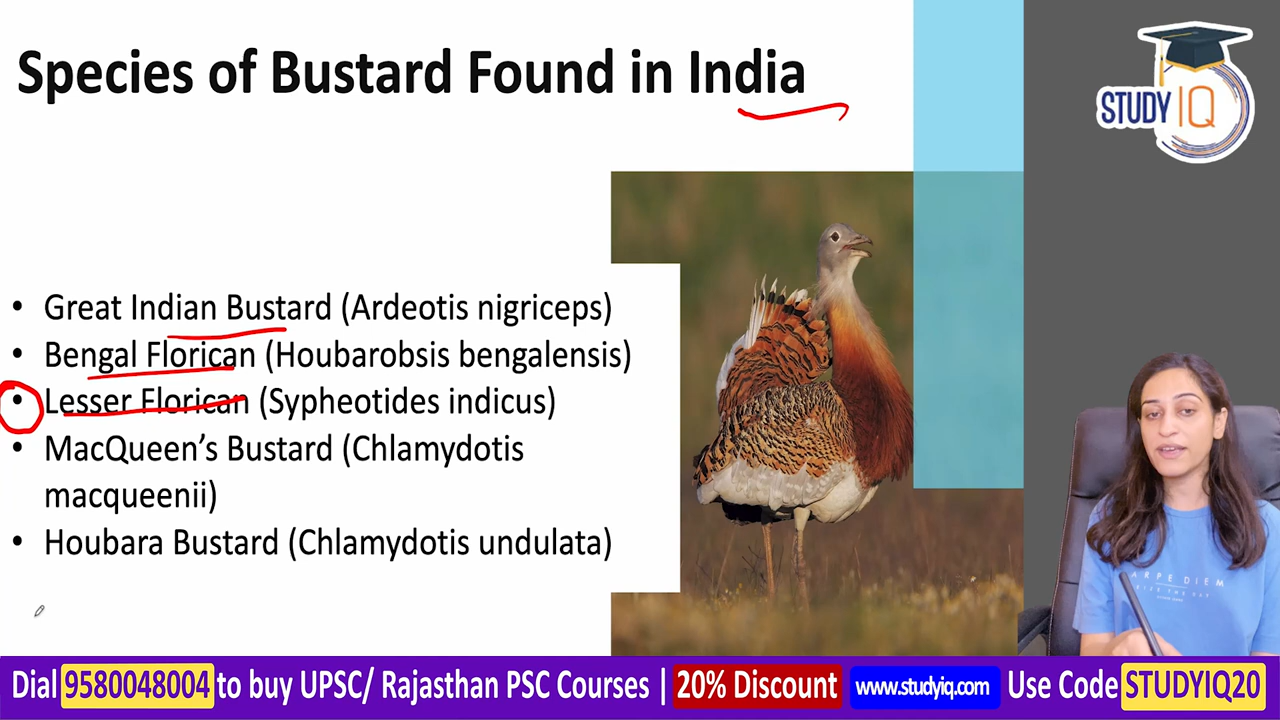 Species of Bustard Found in India
STUDY IQ
• Great Indian Bustard (Ardeotis nigriceps)
• Bengal Florican (Houbarobsis bengalensis)
• Lesser Florican (Sypheotides indicus)
• MacQueen’s Bustard (Chlamydotis
macqueenii)
• Houbara Bustard (Chlamydotis undulata)
ARPE DIEM
Dial 9580048004 to buy UPSC/ Rajasthan PSC Courses | 20% Discount www.studyiq.com Use Code STUDYIQ20